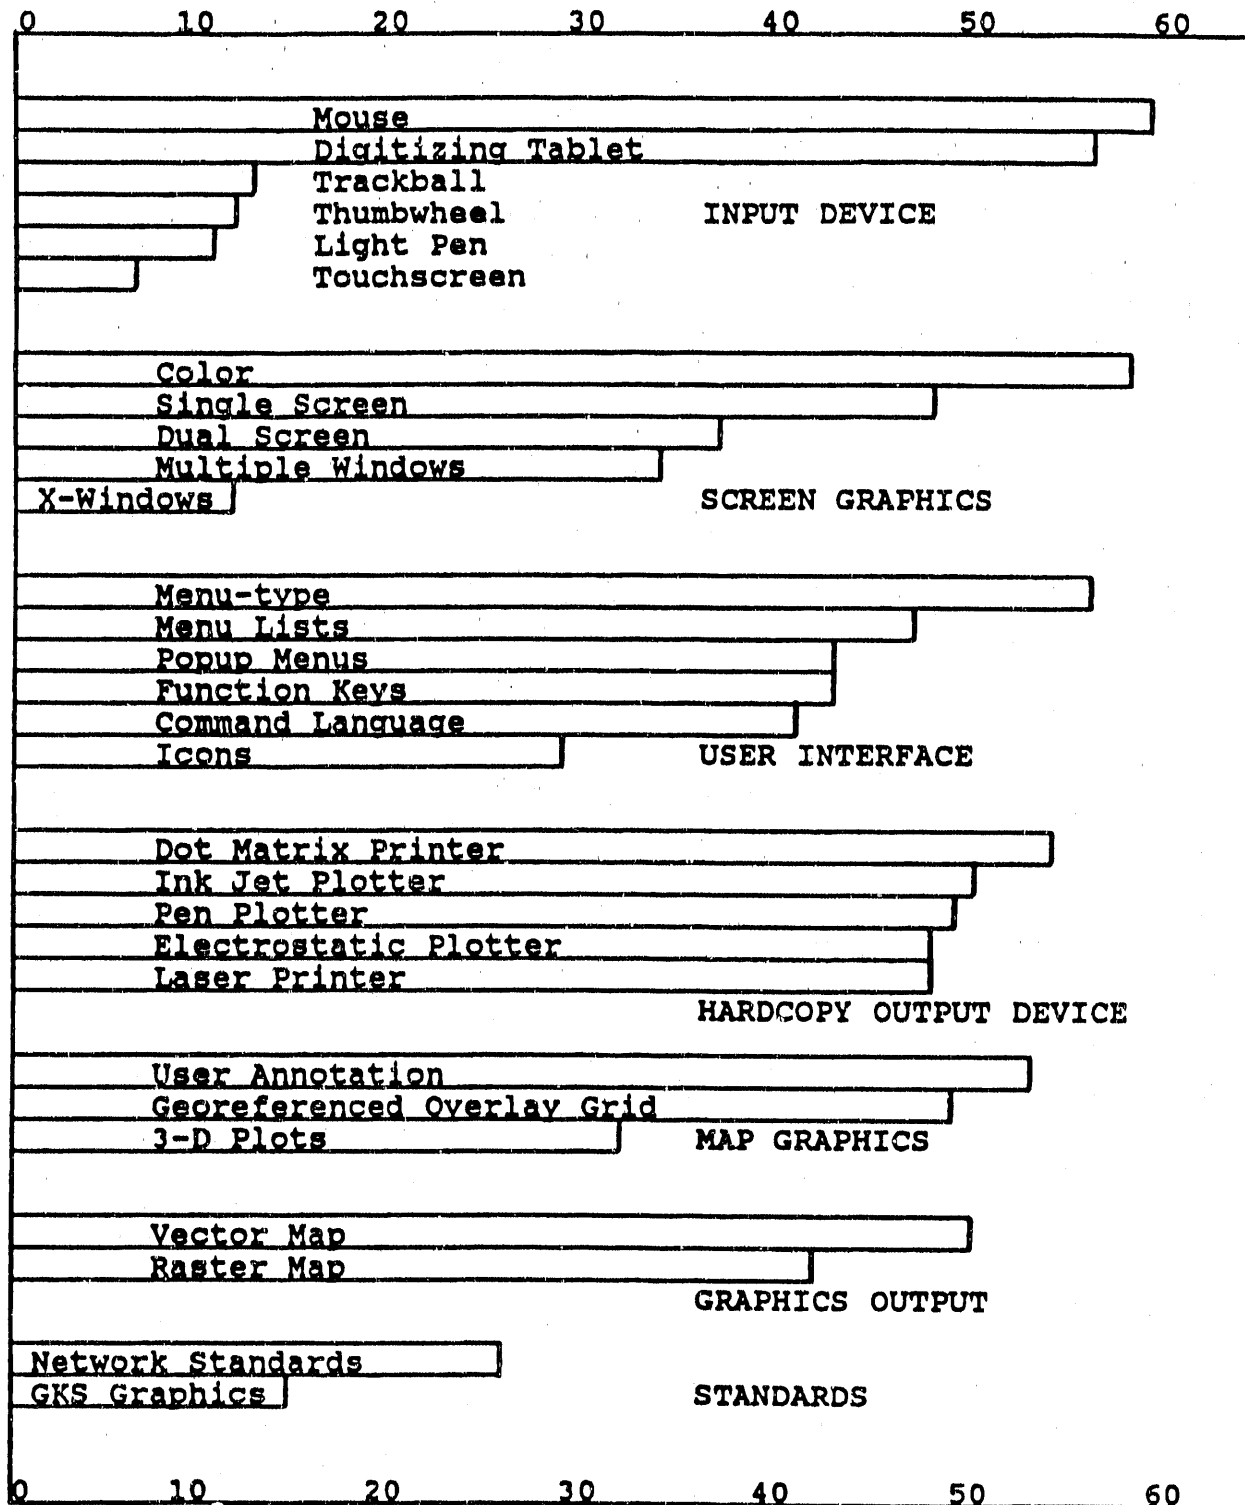 0 10 20 30 40 50 60
Mouse
Digitizing Tablet
Trackball
Thumbwheel INPUT DEVICE
Light Pen
Touchscreen
Color
Single Screen
Dual Screen
Multiple Windows
X-Windows SCREEN GRAPHICS
Menu-type
Menu Lists
Popup Menus
Function Keys
Command Language
Icons USER INTERFACE
Dot Matrix Printer
Ink Jet Plotter
Pen Plotter
Electrostatic Plotter
Laser Printer
HARDCOPY OUTPUT DEVICE
User Annotation
Georeferenced Overlay Grid
3-D Plots MAP GRAPHICS
Vector Map
Raster Map
GRAPHICS OUTPUT
Network Standards
GKS Graphics STANDARDS
0 10 20 30 40 50 60